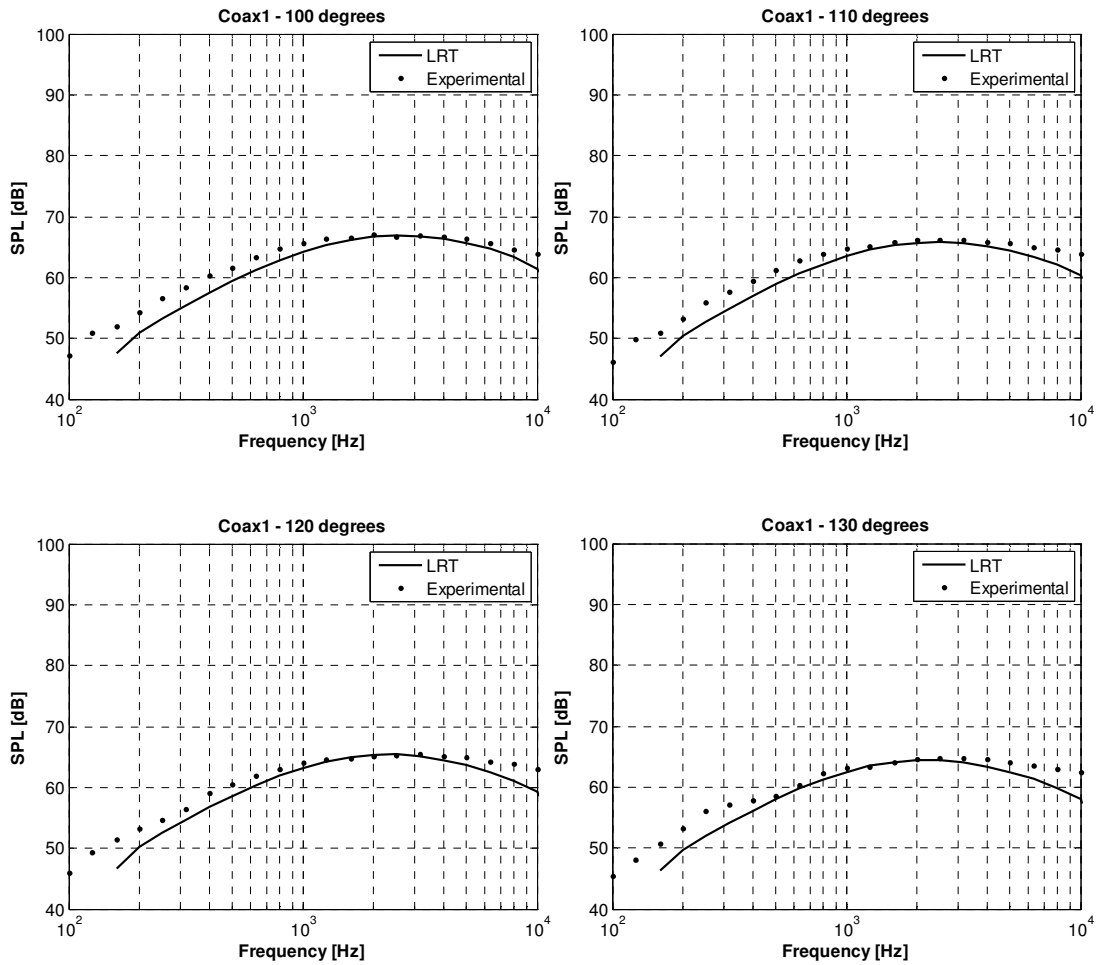 Coax1 - 100 degrees
100
90
80
70
60
50
40
SPL [dB]
LRT
Experimental
10^2
10^3
10^4
Frequency [Hz]
Coax1 - 110 degrees
100
90
80
70
60
50
40
SPL [dB]
LRT
Experimental
10^2
10^3
10^4
Frequency [Hz]
Coax1 - 120 degrees
100
90
80
70
60
50
40
SPL [dB]
LRT
Experimental
10^2
10^3
10^4
Frequency [Hz]
Coax1 - 130 degrees
100
90
80
70
60
50
40
SPL [dB]
LRT
Experimental
10^2
10^3
10^4
Frequency [Hz]